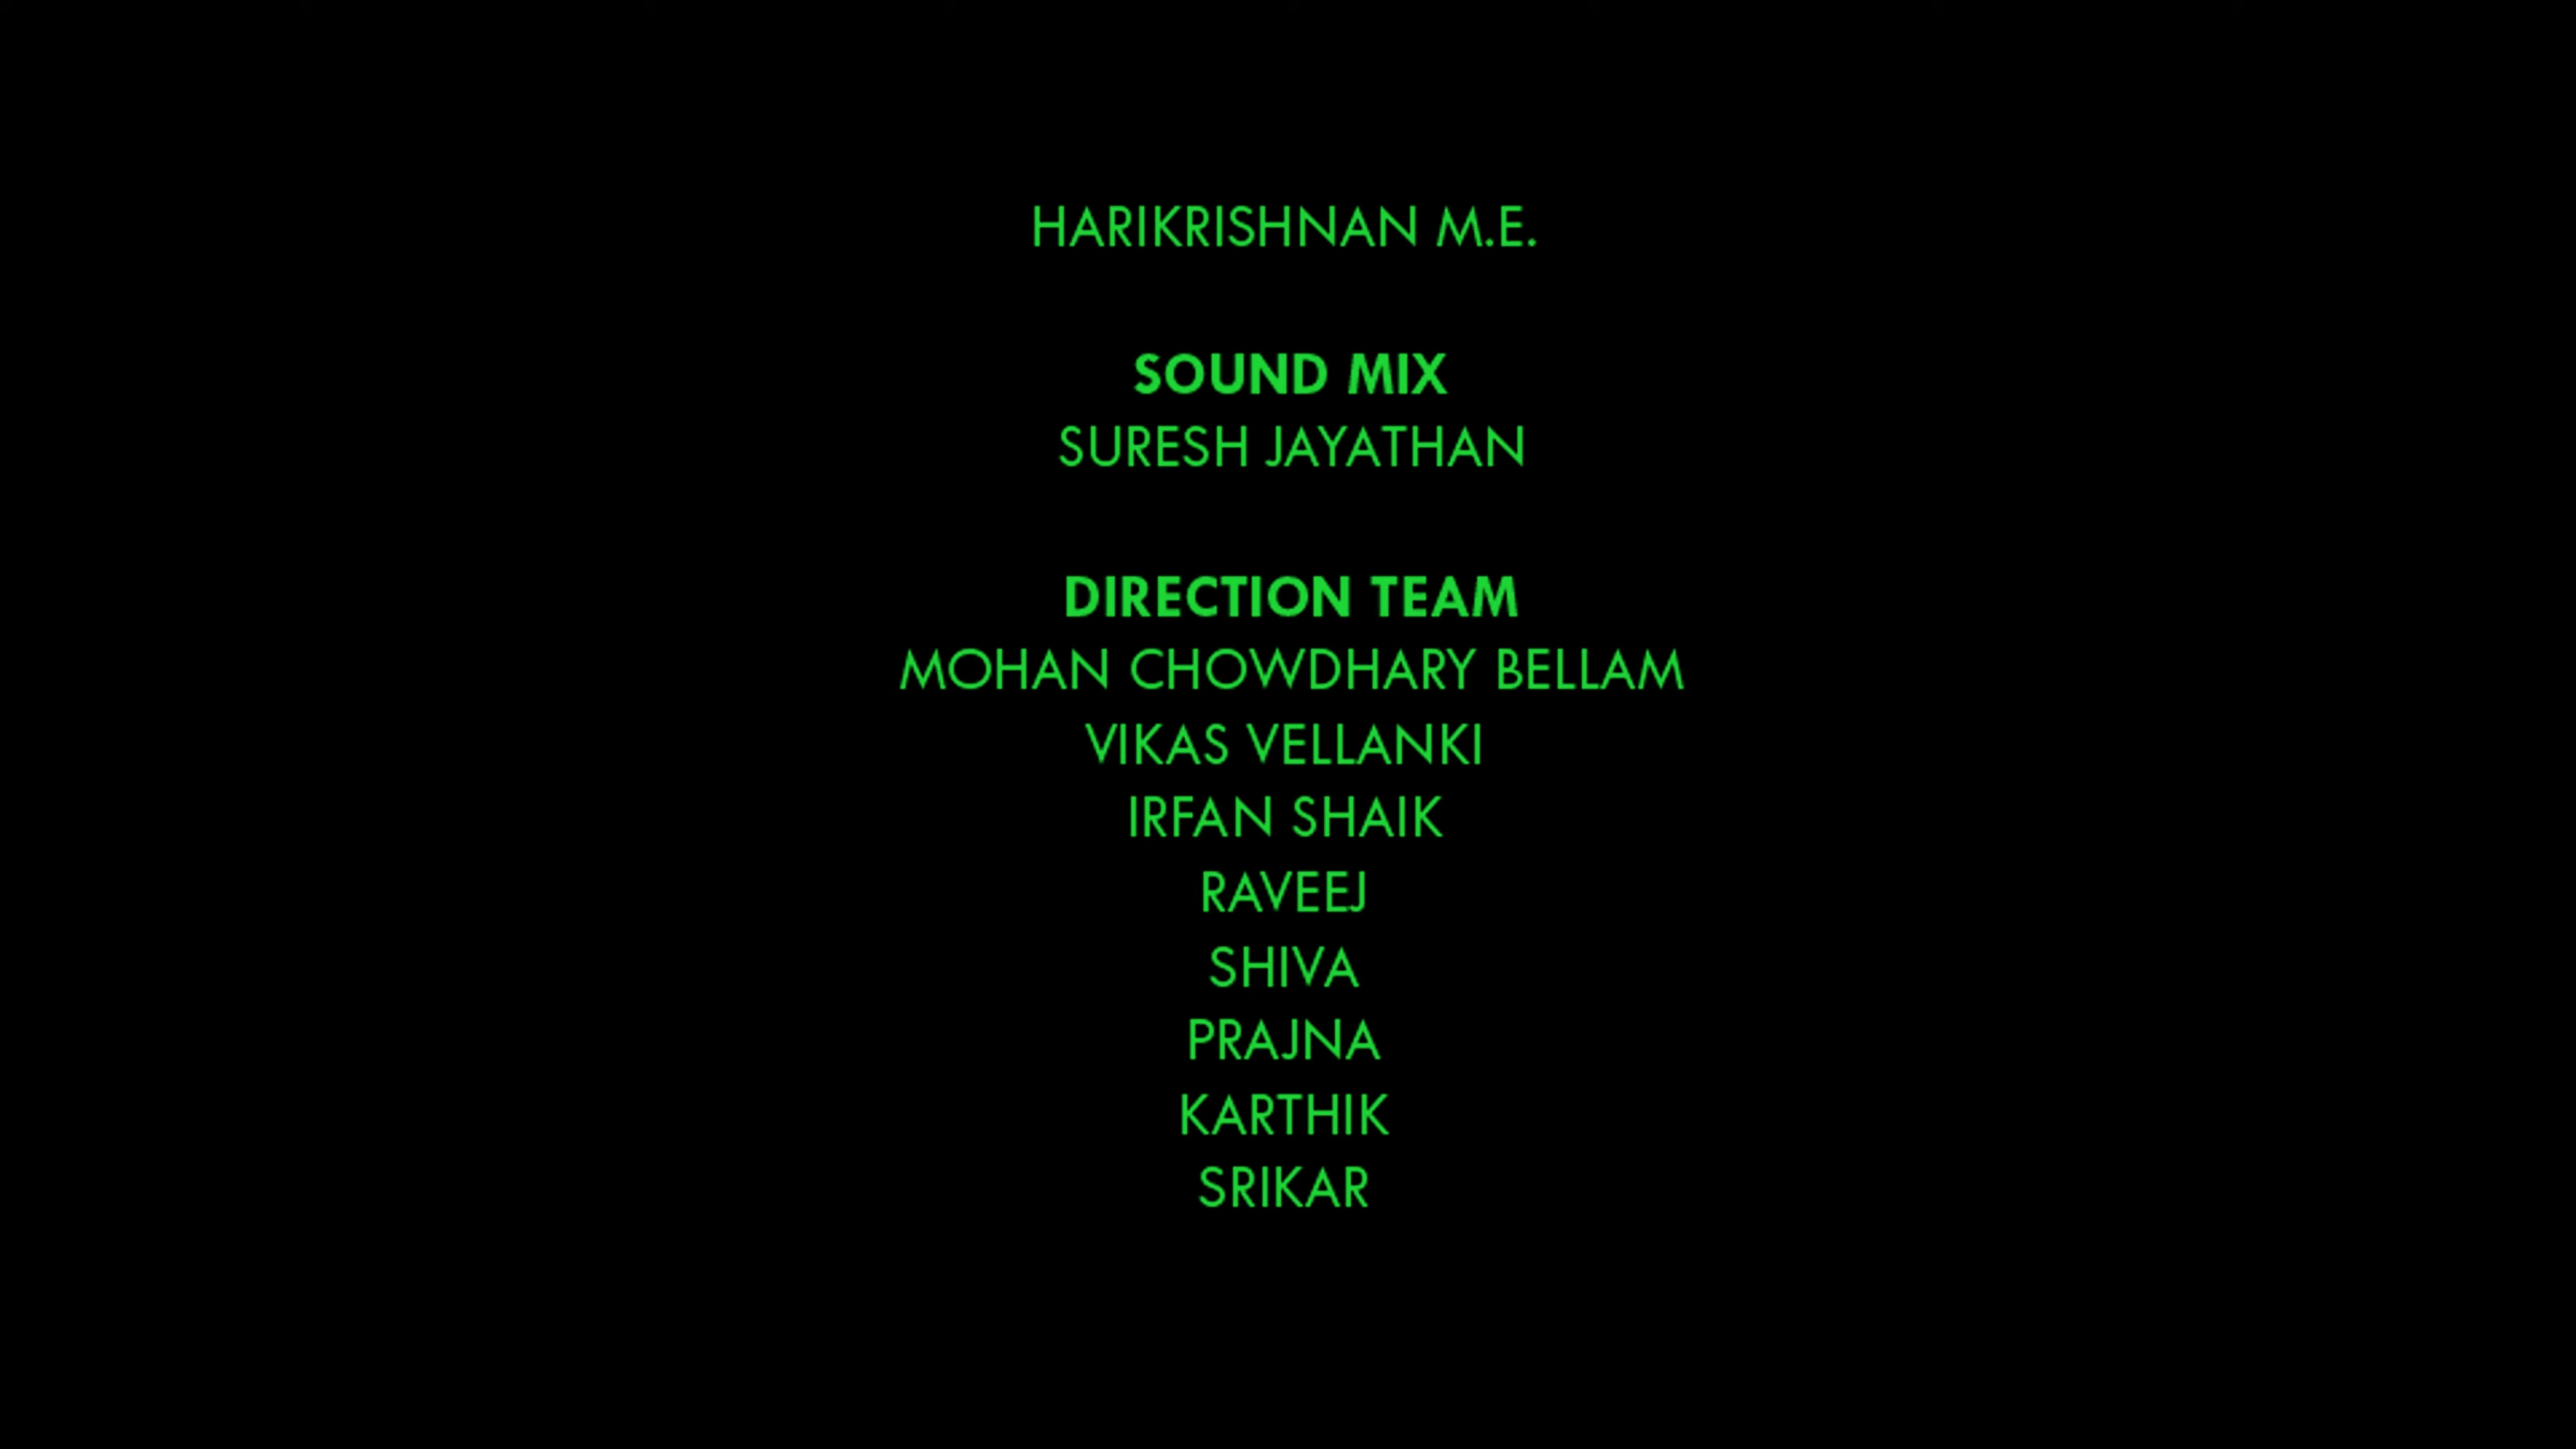 HARIKRISHNAN M.E.
SOUND MIX
SURESH JAYATHAN
DIRECTION TEAM
MOHAN CHOWDHARY BELLAM
VIKAS VELLANKI
IRFAN SHAIK
RAVEEJ
SHIVA
PRAJNA
KARTHIK
SRIKAR